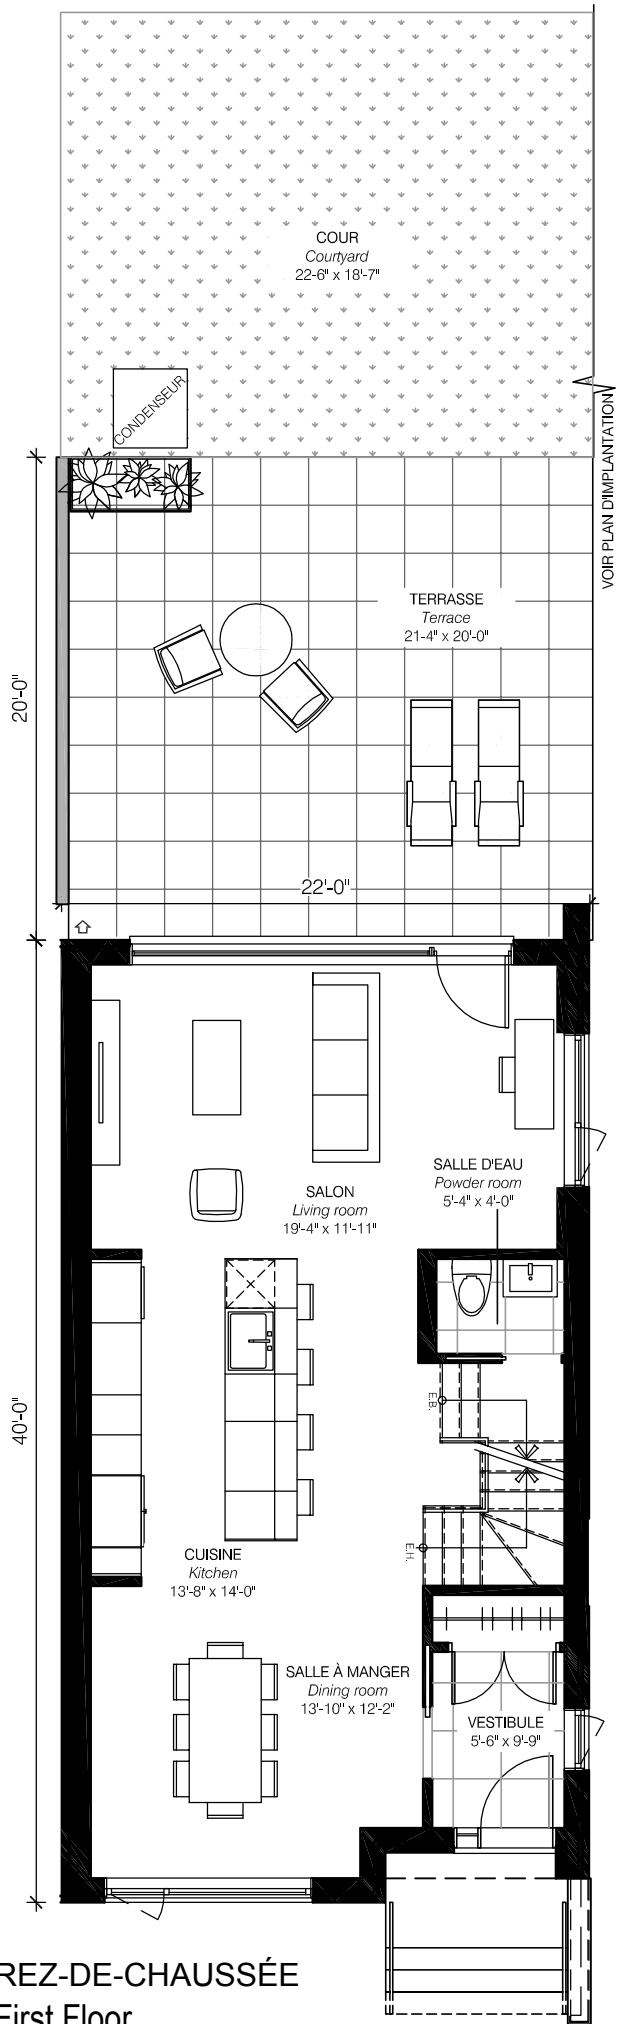 COUR
Courtyard
22-6" x 18'-7"
CONDENSEUR
VOIR PLAN D'IMPLANTATION
TERRASSE
Terrace
21-4" x 20'-0"
20'-0"
22'-0"
SALON
Living room
19'-4" x 11'-11"
SALLE D'EAU
Powder room
5'-4" x 4'-0"
40'-0"
E.B.
E.H.
CUISINE
Kitchen
13'-8" x 14'-0"
SALLE À MANGER
Dining room
13'-10" x 12'-2"
VESTIBULE
5'-6" x 9'-9"
REZ-DE-CHAUSSÉE
First Floor